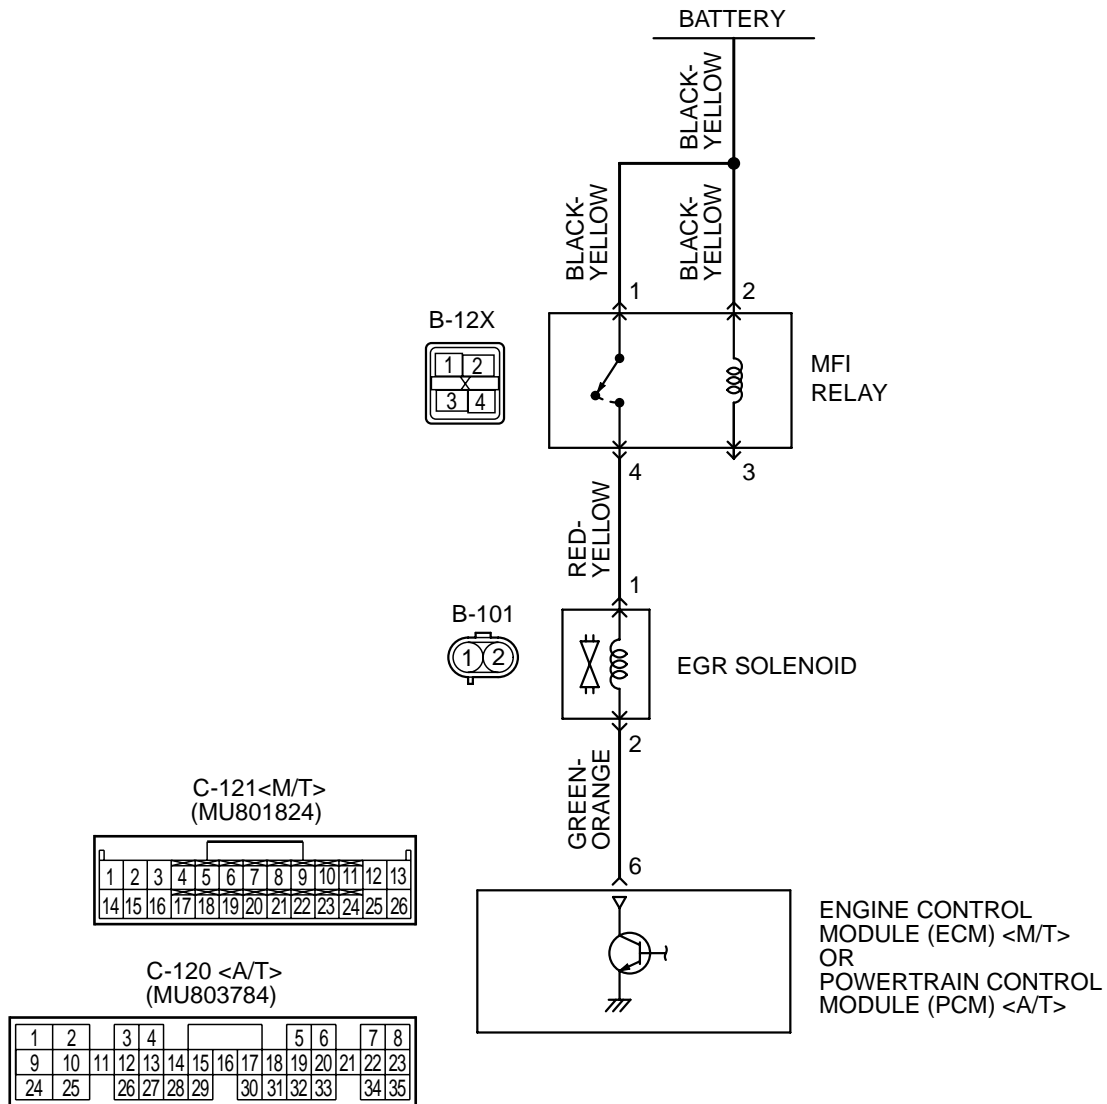 BATTERY
BLACK-
YELLOW
BLACK-
YELLOW
BLACK-
YELLOW
1
2
B-12X
1 2
X
3 4
MFI
RELAY
4
3
RED-
YELLOW
1
B-101
1 2
EGR SOLENOID
2
GREEN-
ORANGE
6
C-121<M/T>
(MU801824)
1 2 3 4 5 6 7 8 9 10 11 12 13
14 15 16 17 18 19 20 21 22 23 24 25 26
ENGINE CONTROL
MODULE (ECM) <M/T>
OR
POWERTRAIN CONTROL
MODULE (PCM) <A/T>
C-120 <A/T>
(MU803784)
1 2 3 4 5 6 7 8
9 10 11 12 13 14 15 16 17 18 19 20 21 22 23
24 25 26 27 28 29 30 31 32 33 34 35